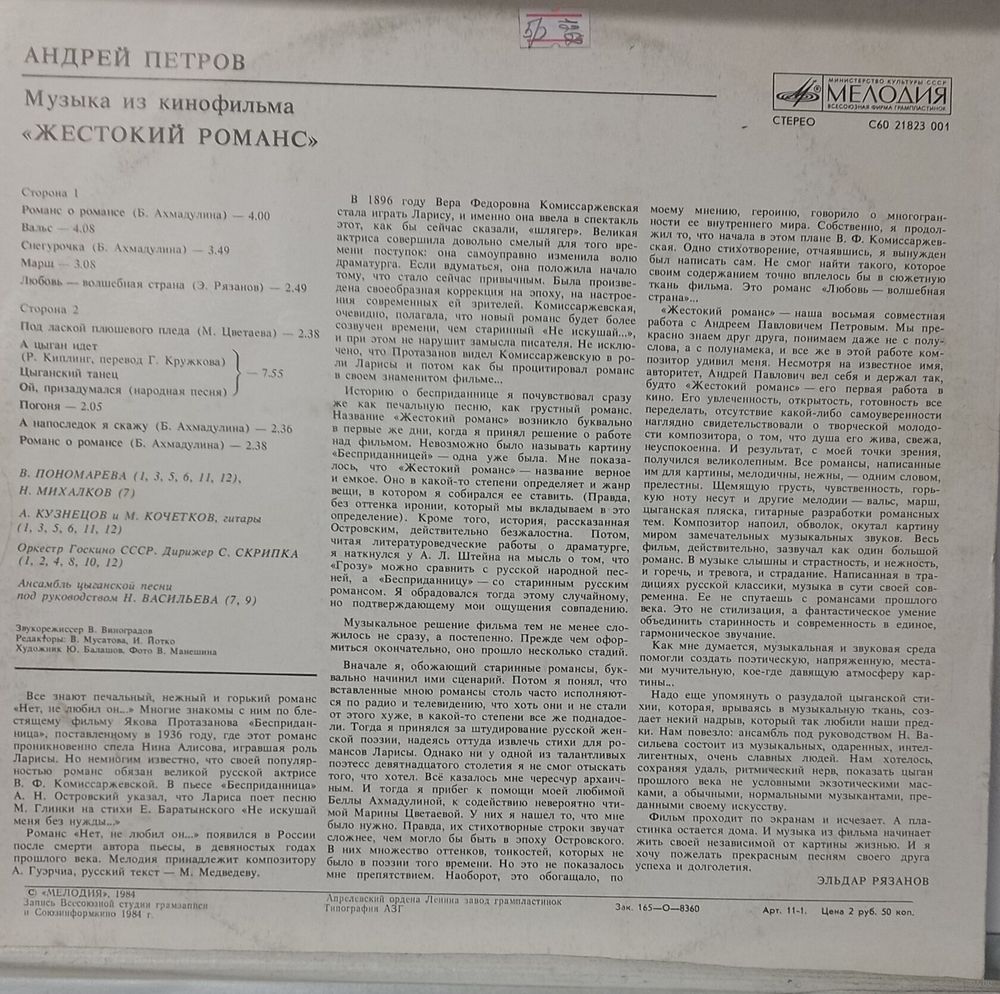 АНДРЕЙ ПЕТРОВ
Музыка из кинофильма
«ЖЕСТОКИЙ РОМАНС»
МИНИСТЕРСТВО КУЛЬТУРЫ СССР
МЕЛОДИЯ
ВСЕСОЮЗНАЯ ФИРМА ГРАМПЛАСТИНОК
СТЕРЕО
С60 21823 001
Сторона 1
Романс о романсе (Б. Ахмадулина) — 4.00
Вальс — 4.08
Снегурочка (Б. Ахмадулина) — 3.49
Марш — 3.08
Любовь — волшебная страна (Э. Рязанов) — 2.49
Сторона 2
Под лаской плюшевого пледа (М. Цветаева) — 2.38
А цыган идет
(Р. Киплинг, перевод Г. Кружкова)
Цыганский танец
Ой, призадумался (народная песня)
— 7.55
Погоня — 2.05
А напоследок я скажу (Б. Ахмадулина) — 2.36
Романс о романсе (Б. Ахмадулина) — 2.38
В. ПОНОМАРЕВА (1, 3, 5, 6, 11, 12),
Н. МИХАЛКОВ (7)
А. КУЗНЕЦОВ и М. КОЧЕТКОВ, гитары
(1, 3, 5, 6, 11, 12)
Оркестр Госкино СССР. Дирижер С. СКРИПКА
(1, 2, 4, 8, 10, 12)
Ансамбль цыганской песни
под руководством Н. ВАСИЛЬЕВА (7, 9)
Звукорежиссер В. Виноградов
Редакторы: В. Мусатова, И. Йотко
Художник Ю. Балашов. Фото В. Манешина
Все знают печальный, нежный и горький романс
«Нет, не любил он...» Многие знакомы с ним по бле-
стящему фильму Якова Протазанова «Бесприда́н-
ница», поставленному в 1936 году, где этот романс
проникновенно спела Нина Алисова, игравшая роль
Ларисы. Но немногим известно, что своей популяр-
ностью романс обязан великой русской актрисе
В. Ф. Комиссаржевской. В пьесе «Бесприданница»
А. Н. Островский указал, что Лариса поет песню
М. Глинки на стихи Е. Баратынского «Не искушай
меня без нужды...»
Романс «Нет, не любил он...» появился в России
после смерти автора пьесы, в девяностых годах
прошлого века. Мелодия принадлежит композитору
А. Гуэрчиа, русский текст — М. Медведеву.
В 1896 году Вера Федоровна Комиссаржевская
стала играть Ларису, и именно она ввела в спектакль
этот, как бы сейчас сказали, «шлягер». Великая
актриса совершила довольно смелый для того вре-
мени поступок: она самоуправно изменила волю
драматурга. Если вдуматься, она положила начало
тому, что стало сейчас привычным. Была произве-
дена своеобразная коррекция на эпоху, на настрое-
ния современных ей зрителей. Комиссаржевская,
очевидно, полагала, что новый романс будет более
созвучен времени, чем старинный «Не искушай...»,
и при этом не нарушит замысла писателя. Не исклю-
чено, что Протазанов видел Комиссаржевскую в ро-
ли Ларисы и потом как бы процитировал романс
в своем знаменитом фильме...
Историю о бесприданнице я почувствовал сразу
же как печальную песню, как грустный романс.
Название «Жестокий романс» возникло буквально
в первые же дни, когда я принял решение о работе
над фильмом. Невозможно было называть картину
«Бесприданницей» — одна уже была. Мне показа-
лось, что «Жестокий романс» — название верное
и емкое. Оно в какой-то степени определяет и жанр
вещи, в котором я собирался ее ставить. (Правда,
без оттенка иронии, который мы вкладываем в это
определение). Кроме того, история, рассказанная
Островским, действительно безжалостна. Потом,
читая литературоведческие работы о драматурге,
я наткнулся у А. Л. Штейна на мысль о том, что
«Грозу» можно сравнить с русской народной пес-
ней, а «Бесприданницу» — со старинным русским
романсом. Я обрадовался тогда этому случайному,
но подтверждающему мои ощущения совпадению.
Музыкальное решение фильма тем не менее сло-
жилось не сразу, а постепенно. Прежде чем офор-
миться окончательно, оно прошло несколько стадий.
Вначале я, обожающий старинные романсы, бук-
вально начинил ими сценарий. Потом я понял, что
вставленные мною романсы столь часто исполняют-
ся по радио и телевидению, что хоть они и не стали
от этого хуже, в какой-то степени все же поднадое-
ли. Тогда я принялся за штудирование русской жен-
ской поэзии, надеясь оттуда извлечь стихи для ро-
мансов Ларисы. Однако ни у одной из талантливых
поэтесс девятнадцатого столетия я не смог отыскать
того, что хотел. Всё казалось мне чересчур архаич-
ным. И тогда я прибег к помощи моей любимой
Беллы Ахмадулиной, к содействию невероятно чти-
мой Марины Цветаевой. У них я нашел то, что мне
было нужно. Правда, их стихотворные строки звучат
сложнее, чем могло бы быть в эпоху Островского.
В них множество оттенков, тонкостей, которых не
было в поэзии того времени. Но это не показалось
мне препятствием. Наоборот, это обогащало, по
моему мнению, героиню, говорило о многогран-
ности ее внутреннего мира. Собственно, я продол-
жил то, что начала в этом плане В. Ф. Комиссаржев-
ская. Одно стихотворение, отчаявшись, я вынужден
был написать сам. Не смог найти такого, которое
своим содержанием точно вплелось бы в сюжетную
ткань фильма. Это романс «Любовь — волшебная
страна»...
«Жестокий романс» — наша восьмая совместная
работа с Андреем Павловичем Петровым. Мы пре-
красно знаем друг друга, понимаем даже не с полу-
слова, а с полунамека, и все же в этой работе ком-
позитор удивил меня. Несмотря на известное имя,
авторитет, Андрей Павлович вел себя и держал так,
будто «Жестокий романс» — его первая работа в
кино. Его увлеченность, открытость, готовность все
переделать, отсутствие какой-либо самоуверенности
наглядно свидетельствовали о творческой молодо-
сти композитора, о том, что душа его жива, свежа,
неуспокоенна. И результат, с моей точки зрения,
получился великолепным. Все романсы, написанные
им для картины, мелодичны, нежны, — одним словом,
прелестны. Щемящую грусть, чувственность, горь-
кую ноту несут и другие мелодии — вальс, марш,
цыганская пляска, гитарные разработки романсных
тем. Композитор напоил, обволок, окутал картину
миром замечательных музыкальных звуков. Весь
фильм, действительно, зазвучал как один большой
романс. В музыке слышны и страстность, и нежность,
и горечь, и тревога, и страдание. Написанная в тра-
дициях русской классики, музыка в сути своей сов-
ременна. Ее не спутаешь с романсами прошлого
века. Это не стилизация, а фантастическое умение
объединить старинность и современность в единое,
гармоническое звучание.
Как мне думается, музыкальная и звуковая среда
помогли создать поэтическую, напряженную, места-
ми мучительную, кое-где давящую атмосферу кар-
тины...
Надо еще упомянуть о разудалой цыганской сти-
хии, которая, врываясь в музыкальную ткань, соз-
дает некий надрыв, который так любили наши пред-
ки. Нам повезло: ансамбль под руководством Н. Ва-
сильева состоит из музыкальных, одаренных, интел-
лигентных, очень славных людей. Нам хотелось,
сохраняя удаль, ритмический нерв, показать цыган
прошлого века не условными экзотическими мас-
ками, а обычными, нормальными музыкантами, пре-
данными своему искусству.
Фильм проходит по экранам и исчезает. А пла-
стинка остается дома. И музыка из фильма начинает
жить своей независимой от картины жизнью. И я
хочу пожелать прекрасным песням своего друга
успеха и долголетия.
ЭЛЬДАР РЯЗАНОВ
© «МЕЛОДИЯ», 1984
Запись Всесоюзной студии грамзаписи
и Союзинформкино 1984 г.
Апрелевский ордена Ленина завод грампластинок
Типография АЗГ
Зак. 165—О—8360
Арт. 11-1. Цена 2 руб. 50 коп.